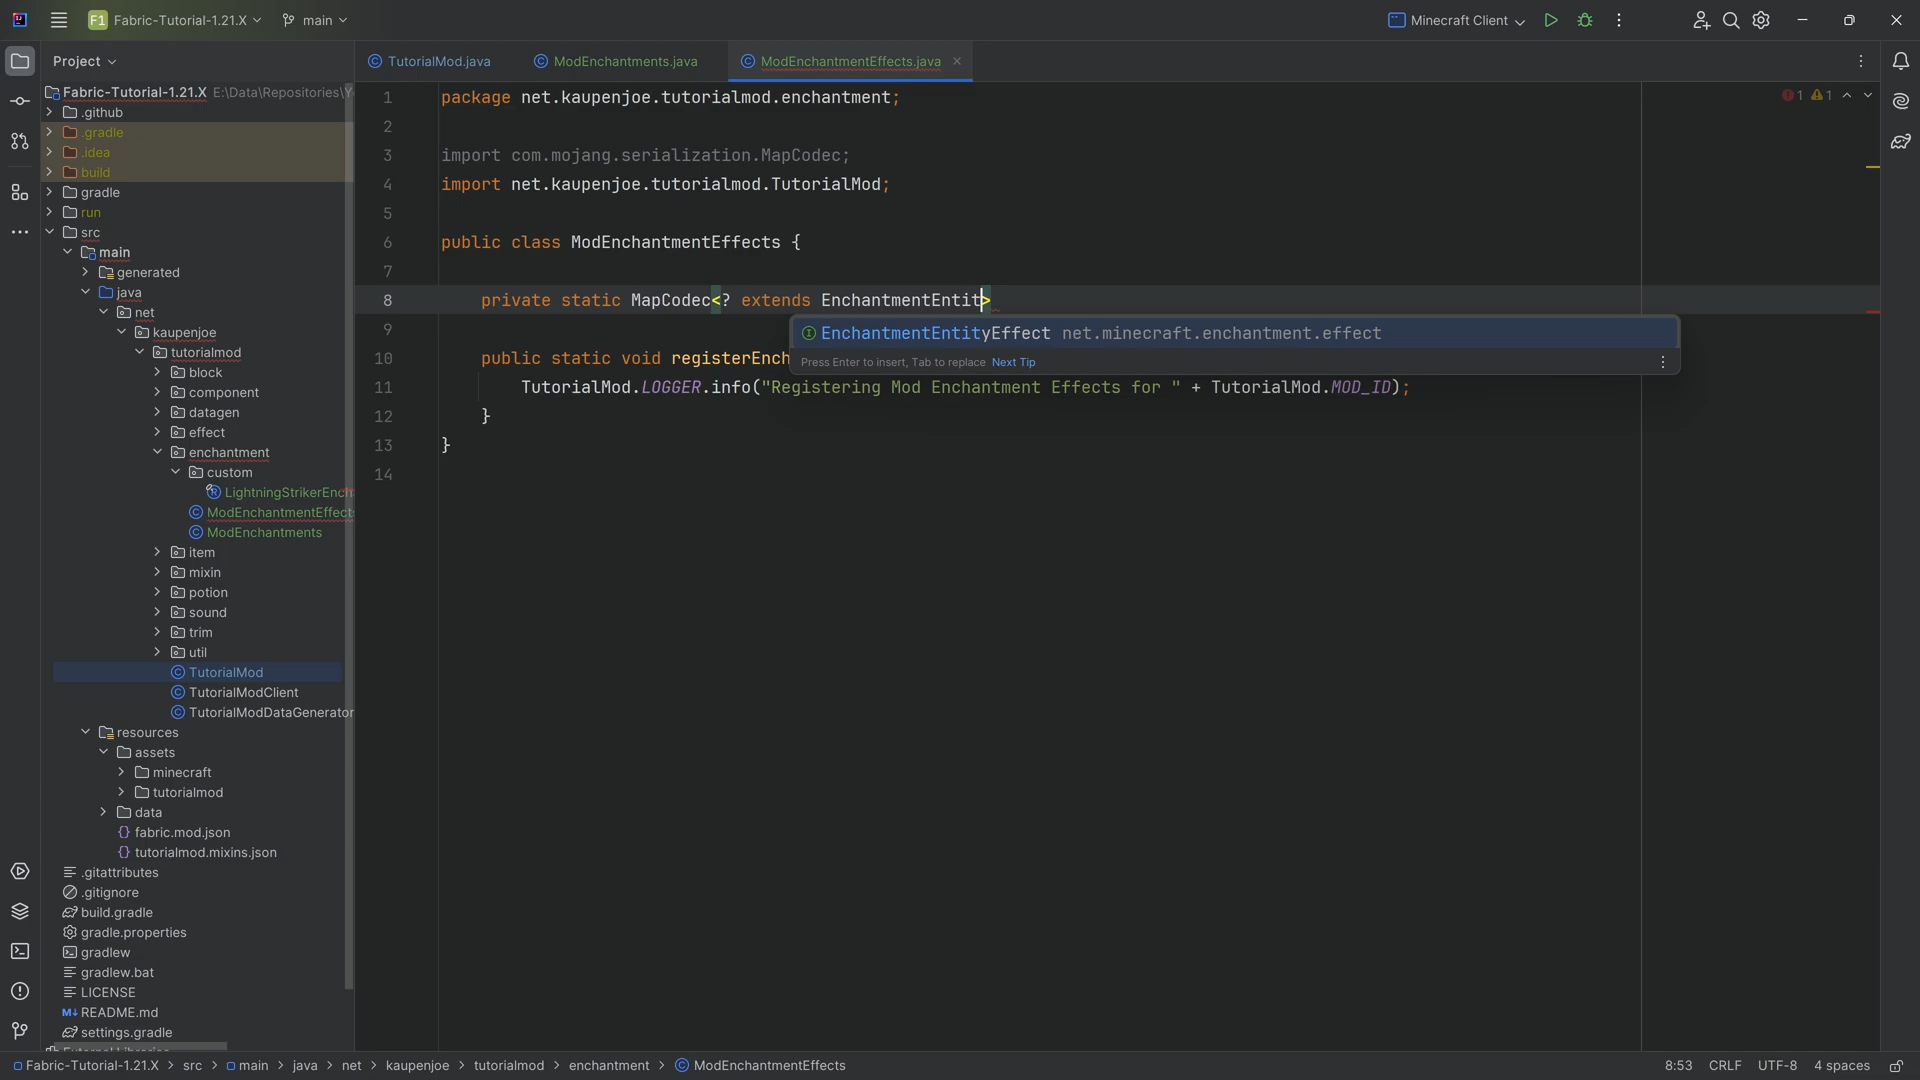 F1 Fabric-Tutorial-1.21.X main Minecraft Client
Project
TutorialMod.java
ModEnchantments.java
ModEnchantmentEffects.java
Fabric-Tutorial-1.21.X E:\Data\Repositories\Y
.github
.gradle
.idea
build
gradle
run
src
main
generated
java
net
kaupenjoe
tutorialmod
block
component
datagen
effect
enchantment
custom
LightningStrikerEnch
ModEnchantmentEffects
ModEnchantments
item
mixin
potion
sound
trim
util
TutorialMod
TutorialModClient
TutorialModDataGenerator
resources
assets
minecraft
tutorialmod
data
fabric.mod.json
tutorialmod.mixins.json
.gitattributes
.gitignore
build.gradle
gradle.properties
gradlew
gradlew.bat
LICENSE
M↓ README.md
settings.gradle
1 package net.kaupenjoe.tutorialmod.enchantment;
2
3 import com.mojang.serialization.MapCodec;
4 import net.kaupenjoe.tutorialmod.TutorialMod;
5
6 public class ModEnchantmentEffects {
7
8 private static MapCodec<? extends EnchantmentEntit>
9
10 public static void registerEnch
11 TutorialMod.LOGGER.info("Registering Mod Enchantment Effects for " + TutorialMod.MOD_ID);
12 }
13 }
14
1 1
EnchantmentEntityEffect net.minecraft.enchantment.effect
Press Enter to insert, Tab to replace Next Tip
Fabric-Tutorial-1.21.X > src > main > java > net > kaupenjoe > tutorialmod > enchantment > ModEnchantmentEffects
8:53 CRLF UTF-8 4 spaces